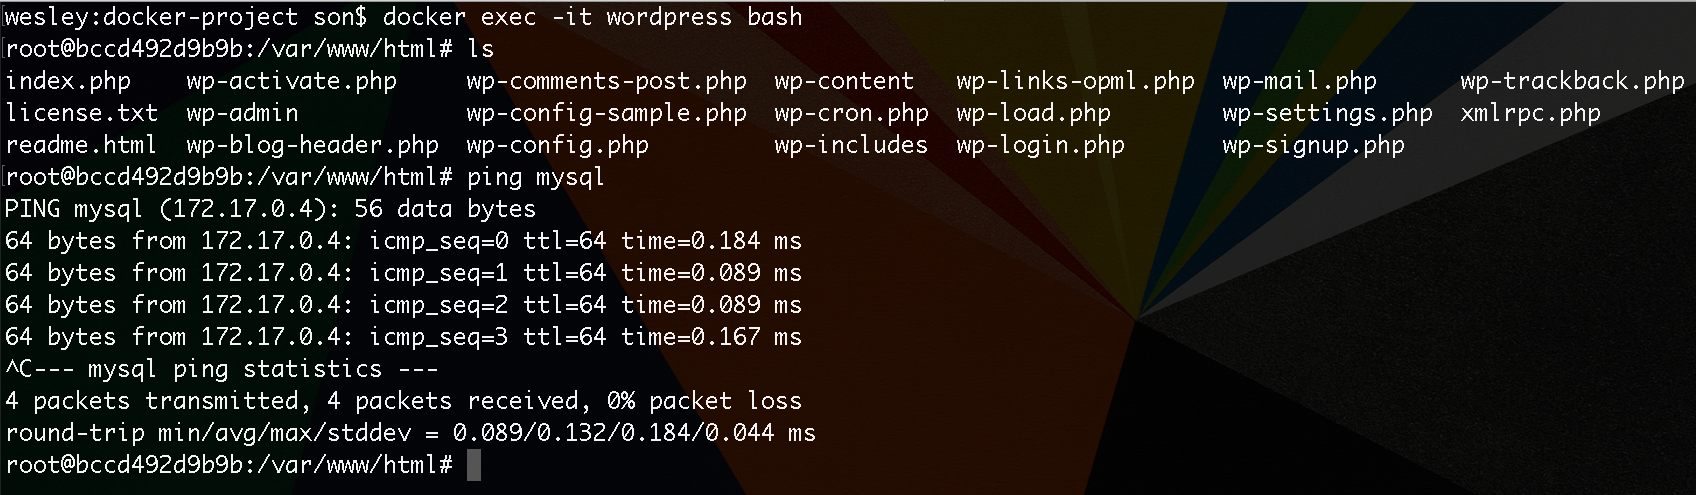 wesley:docker-project son$ docker exec -it wordpress bash
[root@bccd492d9b9b:/var/www/html# ls
index.php    wp-activate.php     wp-comments-post.php  wp-content   wp-links-opml.php  wp-mail.php      wp-trackback.php
license.txt  wp-admin            wp-config-sample.php  wp-cron.php  wp-load.php        wp-settings.php  xmlrpc.php
readme.html  wp-blog-header.php  wp-config.php         wp-includes  wp-login.php       wp-signup.php
[root@bccd492d9b9b:/var/www/html# ping mysql
PING mysql (172.17.0.4): 56 data bytes
64 bytes from 172.17.0.4: icmp_seq=0 ttl=64 time=0.184 ms
64 bytes from 172.17.0.4: icmp_seq=1 ttl=64 time=0.089 ms
64 bytes from 172.17.0.4: icmp_seq=2 ttl=64 time=0.089 ms
64 bytes from 172.17.0.4: icmp_seq=3 ttl=64 time=0.167 ms
^C--- mysql ping statistics ---
4 packets transmitted, 4 packets received, 0% packet loss
round-trip min/avg/max/stddev = 0.089/0.132/0.184/0.044 ms
root@bccd492d9b9b:/var/www/html#